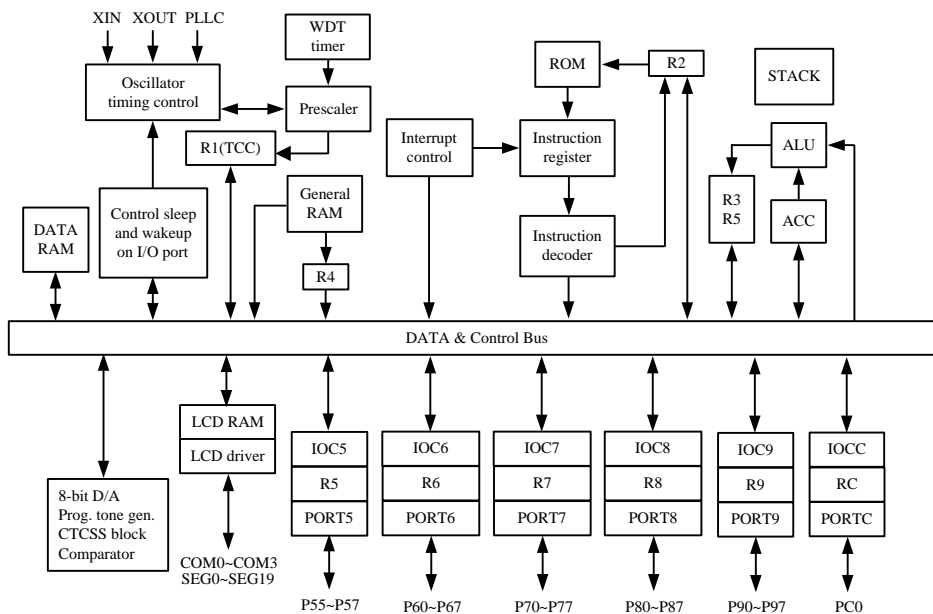 XIN XOUT PLLC
WDT
timer
Oscillator
timing control
Prescaler
R1(TCC)
ROM
R2
STACK
Interrupt
control
Instruction
register
ALU
DATA
RAM
Control sleep
and wakeup
on I/O port
General
RAM
R4
Instruction
decoder
R3
R5
ACC
DATA & Control Bus
LCD RAM
LCD driver
8-bit D/A
Prog. tone gen.
CTCSS block
Comparator
COM0~COM3
SEG0~SEG19
IOC5
R5
PORT5
P55~P57
IOC6
R6
PORT6
P60~P67
IOC7
R7
PORT7
P70~P77
IOC8
R8
PORT8
P80~P87
IOC9
R9
PORT9
P90~P97
IOCC
RC
PORTC
PC0